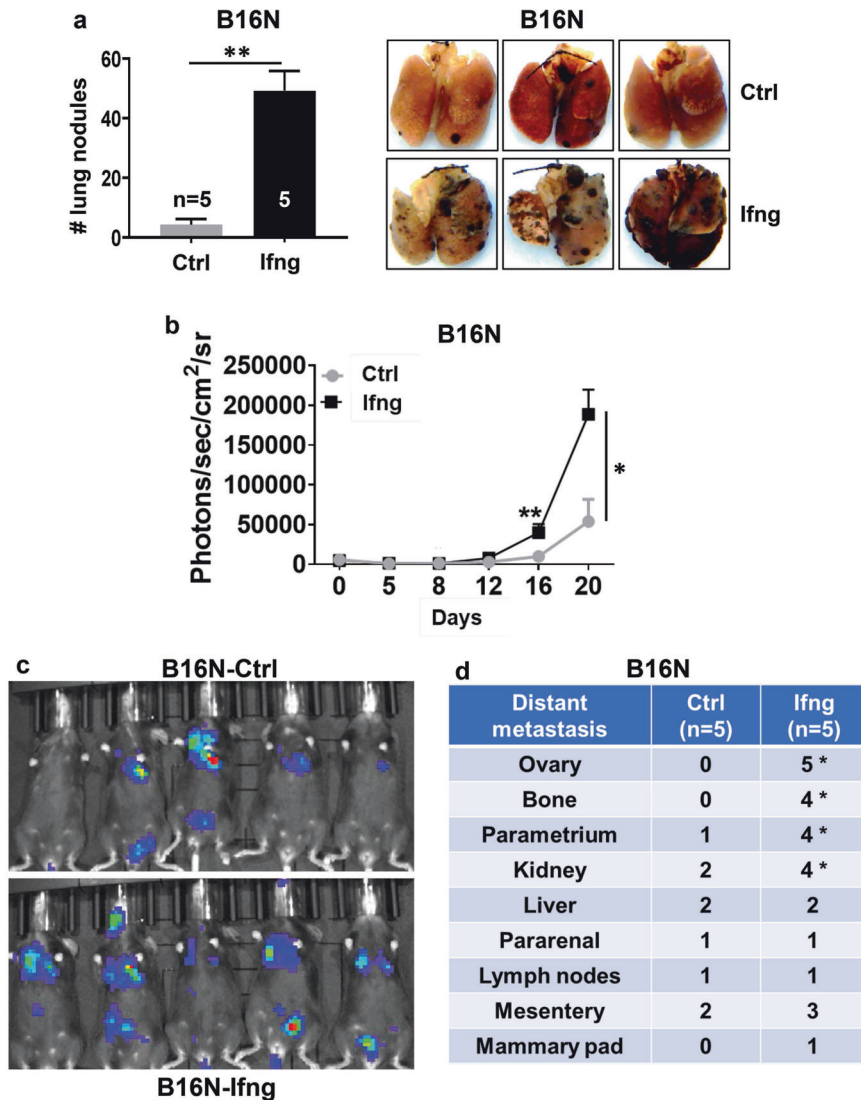 a
B16N
B16N
# lung nodules
60
40
20
0
**
n=5
5
Ctrl
Ifng
Ctrl
Ifng
b
B16N
Photons/sec/cm²/sr
250000
200000
150000
100000
50000
0
Ctrl
Ifng
**
*
0 5 8 12 16 20
Days
c
B16N-Ctrl
B16N-Ifng
d
B16N
Distant metastasis Ctrl (n=5) Ifng (n=5)
Ovary 0 5 *
Bone 0 4 *
Parametrium 1 4 *
Kidney 2 4 *
Liver 2 2
Pararenal 1 1
Lymph nodes 1 1
Mesentery 2 3
Mammary pad 0 1